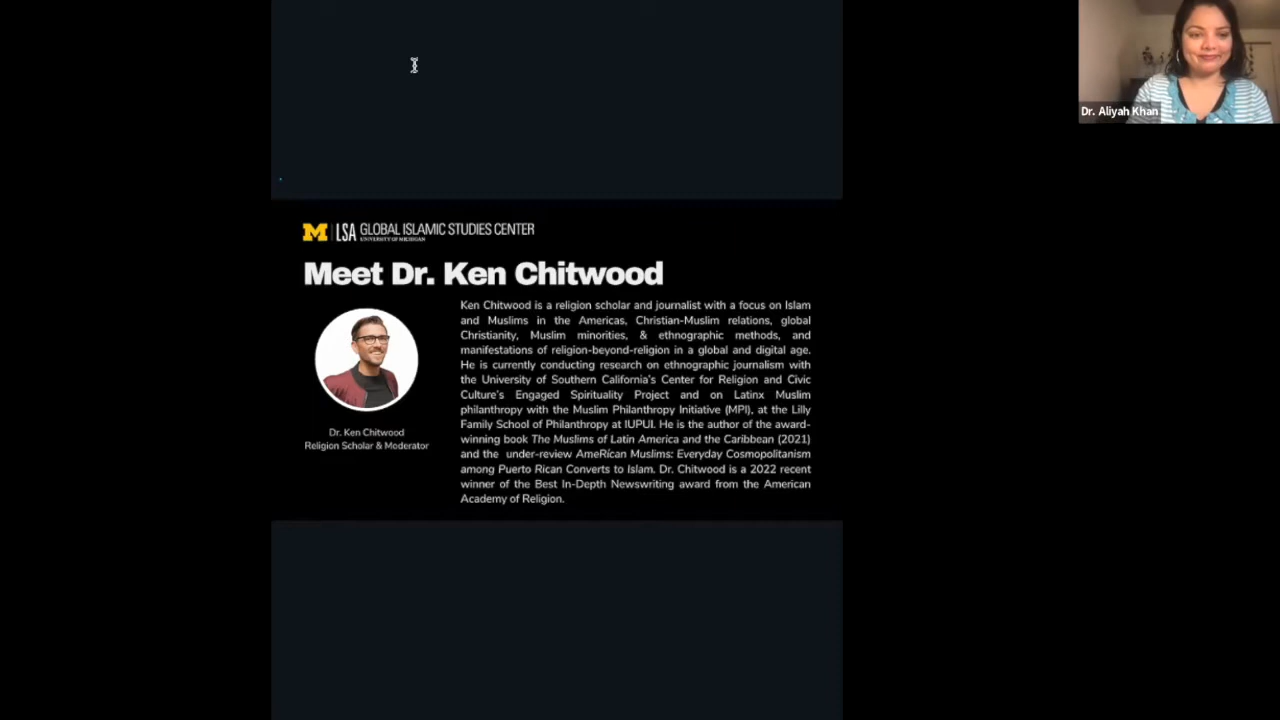 Dr. Aliyah Khan
M LSA GLOBAL ISLAMIC STUDIES CENTER
UNIVERSITY OF MICHIGAN
Meet Dr. Ken Chitwood
Ken Chitwood is a religion scholar and journalist with a focus on Islam
and Muslims in the Americas, Christian-Muslim relations, global
Christianity, Muslim minorities, & ethnographic methods, and
manifestations of religion-beyond-religion in a global and digital age.
He is currently conducting research on ethnographic journalism with
the University of Southern California's Center for Religion and Civic
Culture's Engaged Spirituality Project and on Latinx Muslim
philanthropy with the Muslim Philanthropy Initiative (MPI), at the Lilly
Family School of Philanthropy at IUPUI. He is the author of the award-
winning book The Muslims of Latin America and the Caribbean (2021)
and the under-review AmeRícan Muslims: Everyday Cosmopolitanism
among Puerto Rican Converts to Islam. Dr. Chitwood is a 2022 recent
winner of the Best In-Depth Newswriting award from the American
Academy of Religion.
Dr. Ken Chitwood
Religion Scholar & Moderator